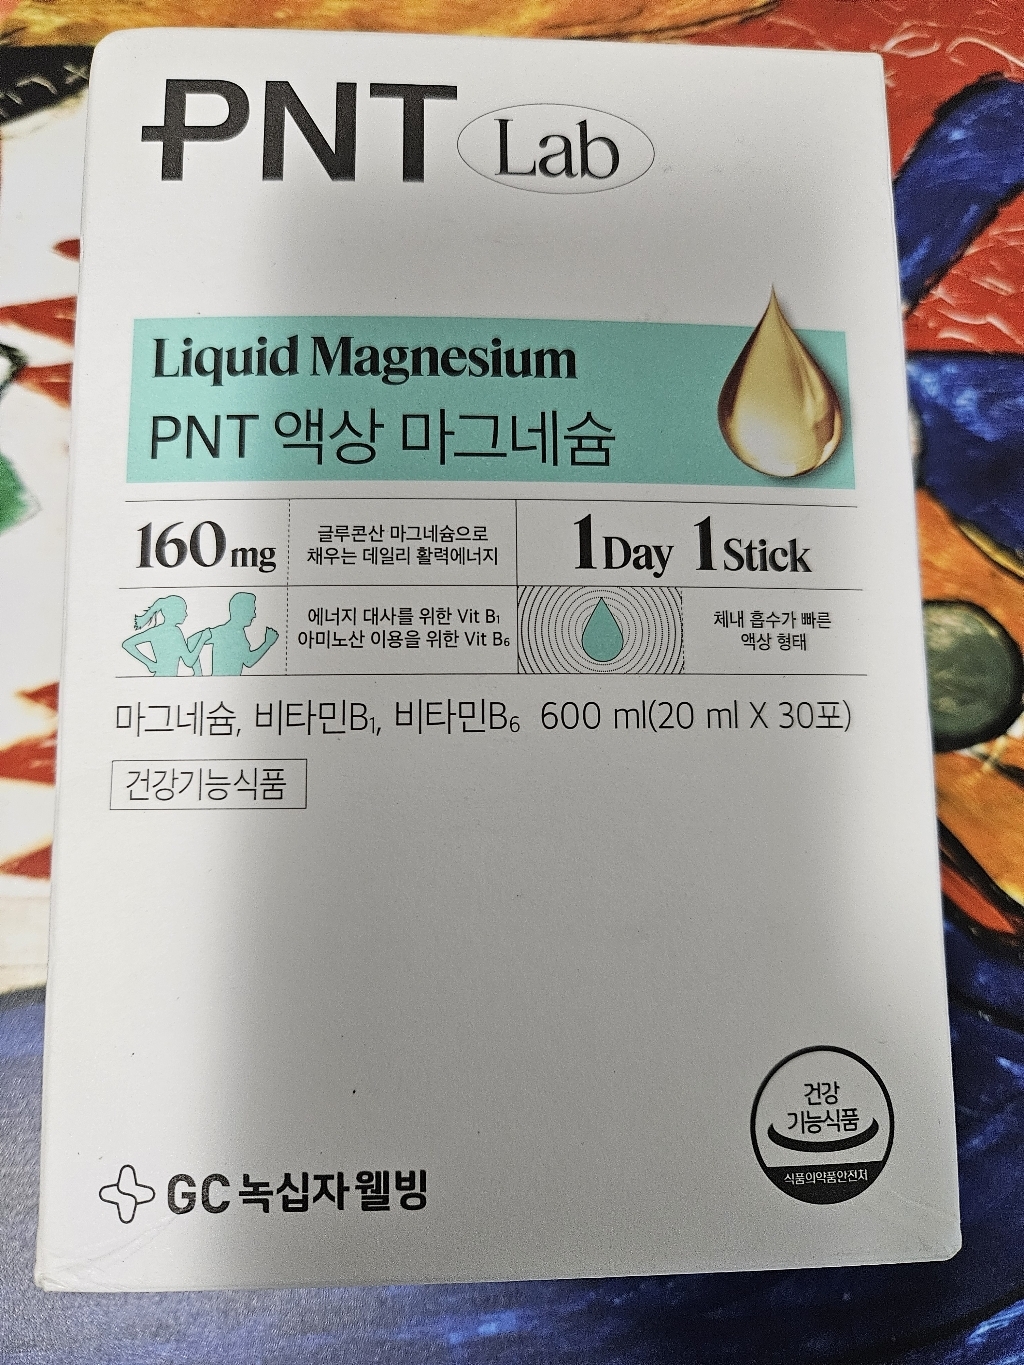 PNT Lab
Liquid Magnesium
PNT 액상 마그네슘
160mg
글루콘산 마그네슘으로
채우는 데일리 활력에너지
1Day 1Stick
에너지 대사를 위한 Vit B₁
아미노산 이용을 위한 Vit B₆
체내 흡수가 빠른
액상 형태
마그네슘, 비타민B₁, 비타민B₆ 600 ml(20 ml X 30포)
건강기능식품
건강
기능식품
식품의약품안전처
GC녹십자웰빙